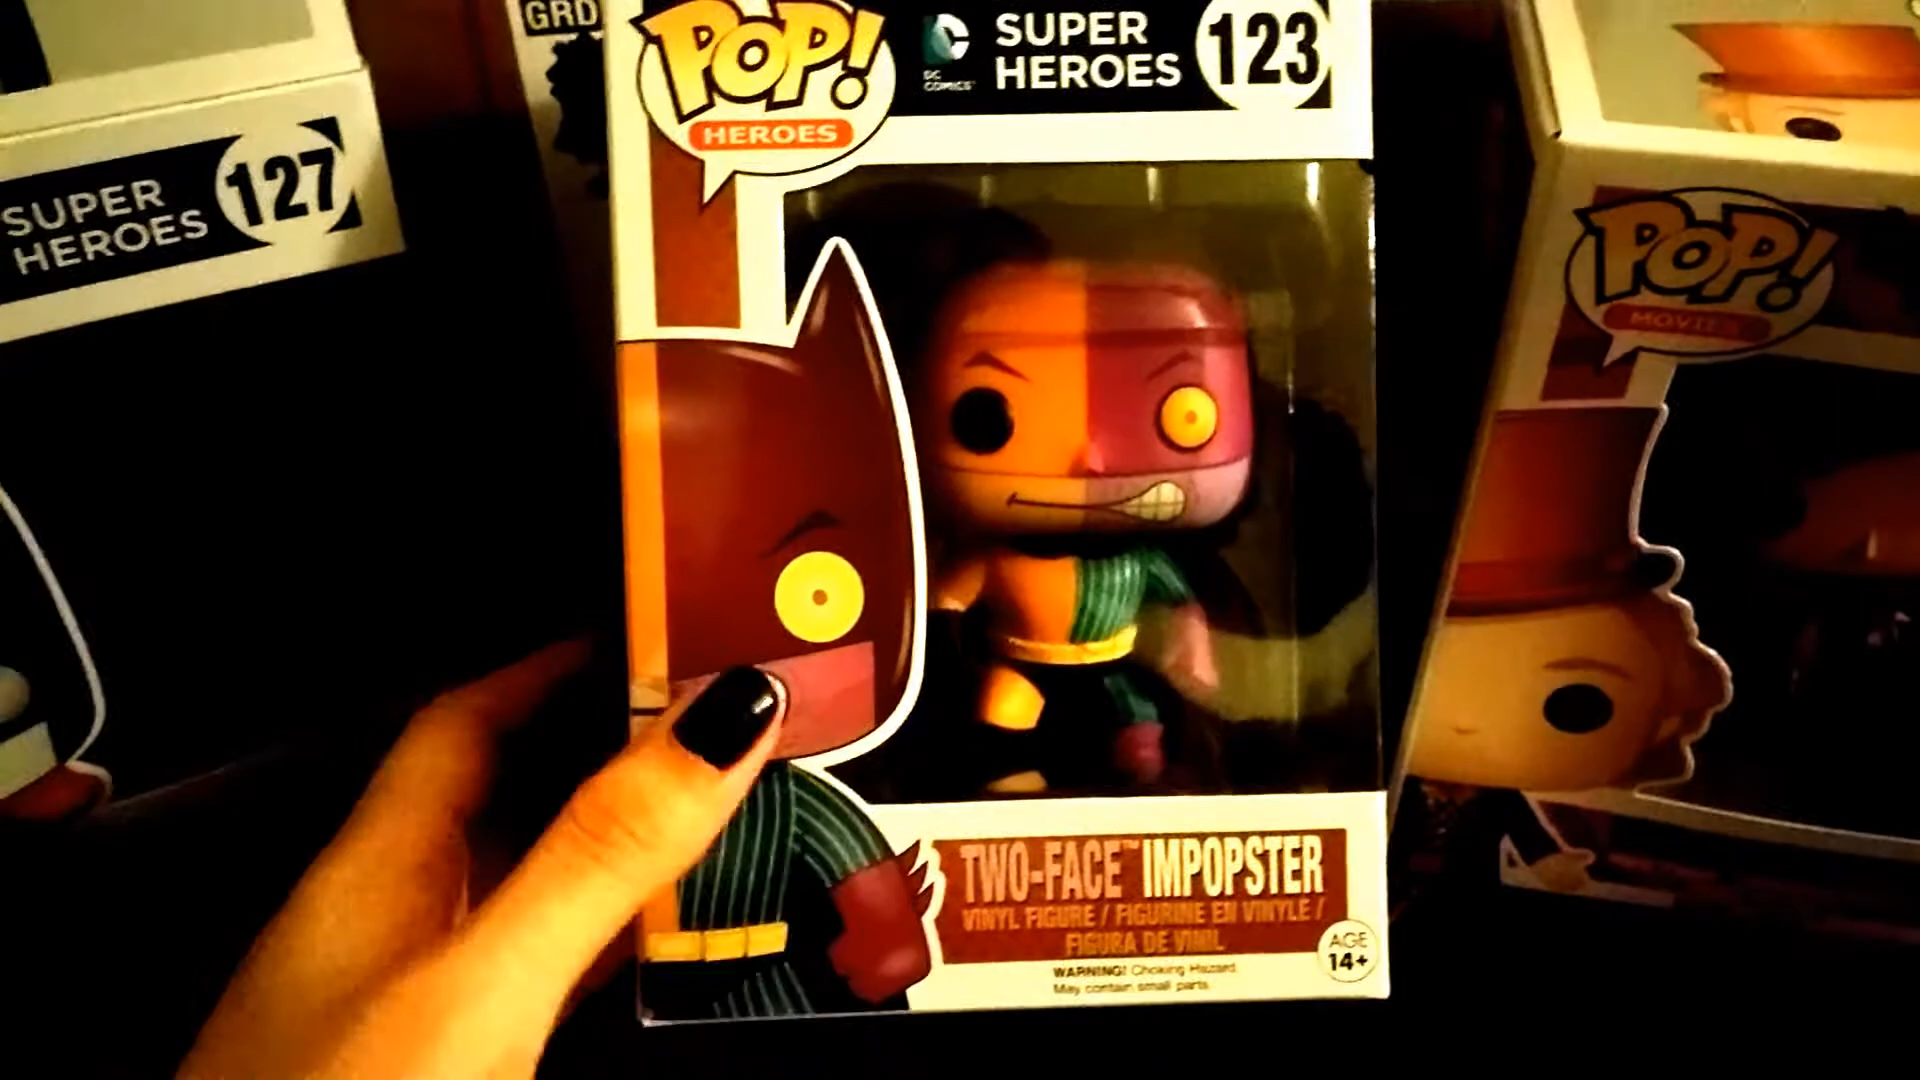 GRD
POP!
HEROES
DC
COMICS
SUPER
HEROES
123
SUPER
HEROES
127
POP!
MOVIES
TWO-FACE™ IMPOPSTER
VINYL FIGURE / FIGURINE EN VINYLE /
FIGURA DE VINIL
WARNING! Choking Hazard.
May contain small parts.
AGE
14+